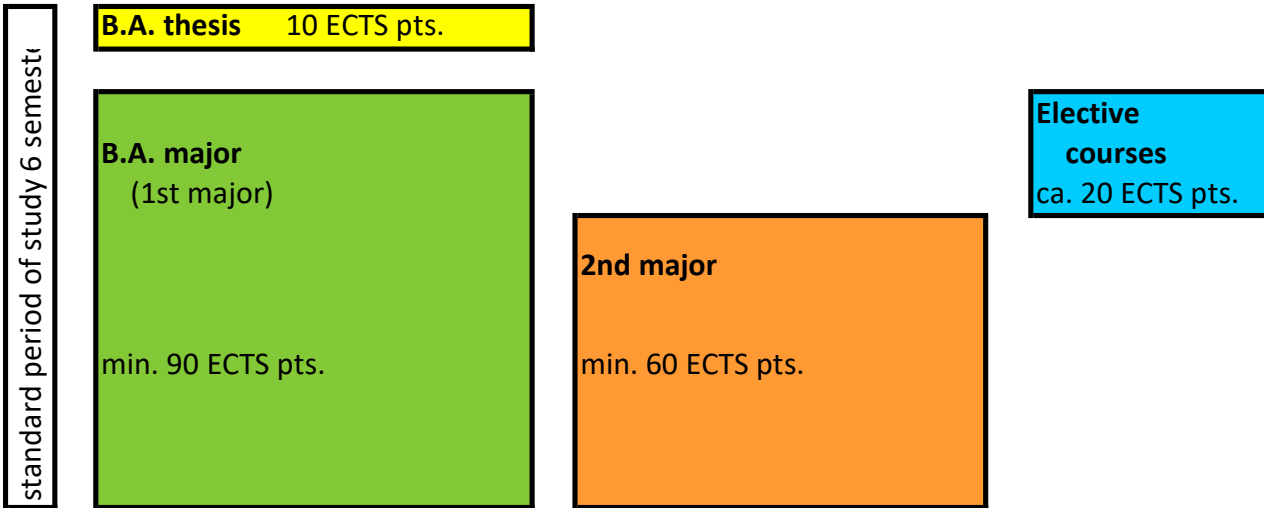 standard period of study 6
B.A. thesis 10 ECTS pts.
B.A. major
(1st major)
min. 90 ECTS pts.
2nd major
min. 60 ECTS pts.
Elective
courses
ca. 20 ECTS pts.